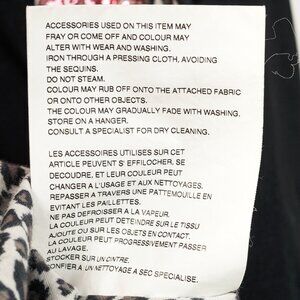 ACCESSORIES USED ON THIS ITEM MAY
FRAY OR COME OFF AND COLOUR MAY
ALTER WITH WEAR AND WASHING.
IRON THROUGH A PRESSING CLOTH, AVOIDING
THE SEQUINS.
DO NOT STEAM.
COLOUR MAY RUB OFF ONTO THE ATTACHED FABRIC
OR ONTO OTHER OBJECTS.
THE COLOUR MAY GRADUALLY FADE WITH WASHING.
STORE ON A HANGER.
CONSULT A SPECIALIST FOR DRY CLEANING.
LES ACCESSOIRES UTILISES SUR CET
ARTICLE PEUVENT S' EFFILOCHER, SE
DECOUDRE, ET LEUR COULEUR PEUT
CHANGER A L'USAGE ET AUX NETTOYAGES.
REPASSER A TRAVERS UNE PATTEMOUILLE EN
EVITANT LES PAILLETTES.
NE PAS DEFROISSER A LA VAPEUR.
LA COULEUR PEUT DETEINDRE SUR LE TISSU
AJOUTE OU SUR LES OBJETS EN CONTACT.
LA COULEUR PEUT PROGRESSIVEMENT PASSER
AU LAVAGE.
STOCKER SUR UN CINTRE.
CONFIER A UN NETTOYAGE A SEC SPECIALISE.